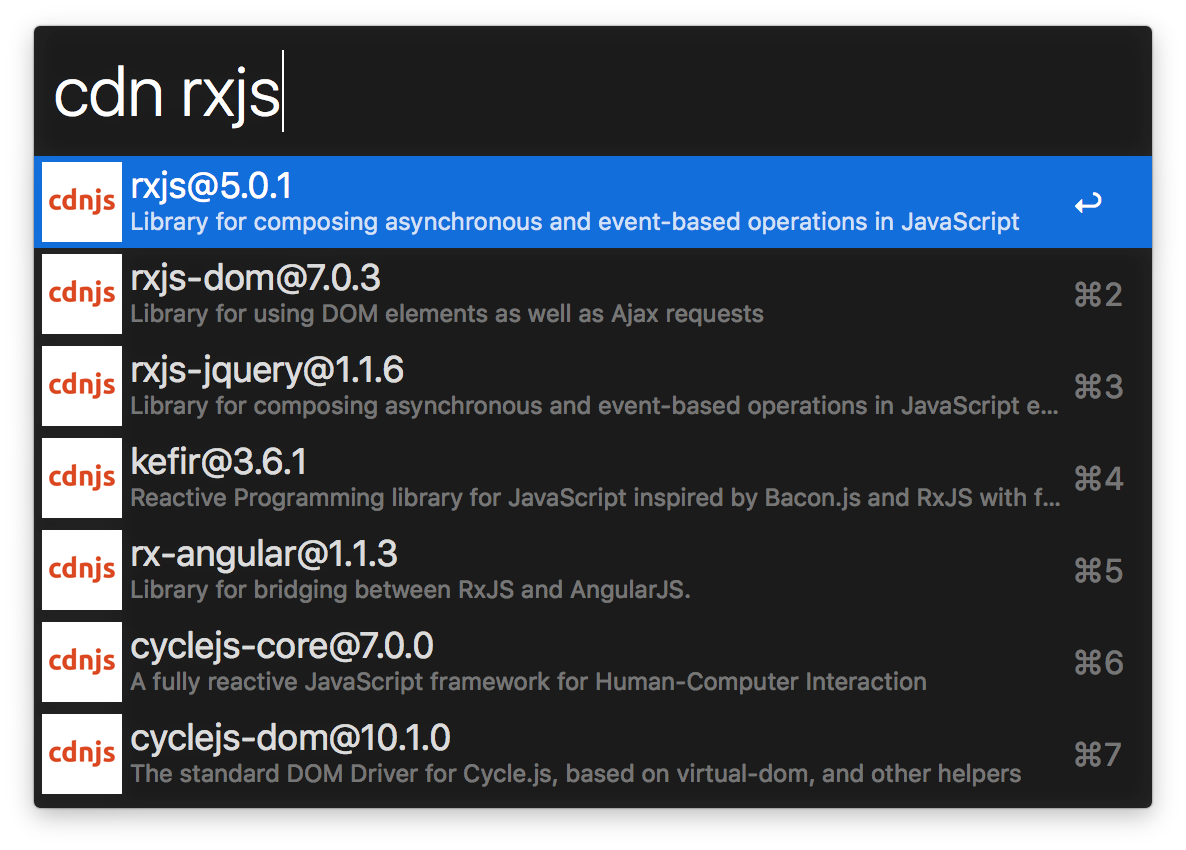 cdn rxjs
cdnjs
rxjs@5.0.1
Library for composing asynchronous and event-based operations in JavaScript
↩
cdnjs
rxjs-dom@7.0.3
Library for using DOM elements as well as Ajax requests
⌘2
cdnjs
rxjs-jquery@1.1.6
Library for composing asynchronous and event-based operations in JavaScript e...
⌘3
cdnjs
kefir@3.6.1
Reactive Programming library for JavaScript inspired by Bacon.js and RxJS with f...
⌘4
cdnjs
rx-angular@1.1.3
Library for bridging between RxJS and AngularJS.
⌘5
cdnjs
cyclejs-core@7.0.0
A fully reactive JavaScript framework for Human-Computer Interaction
⌘6
cdnjs
cyclejs-dom@10.1.0
The standard DOM Driver for Cycle.js, based on virtual-dom, and other helpers
⌘7